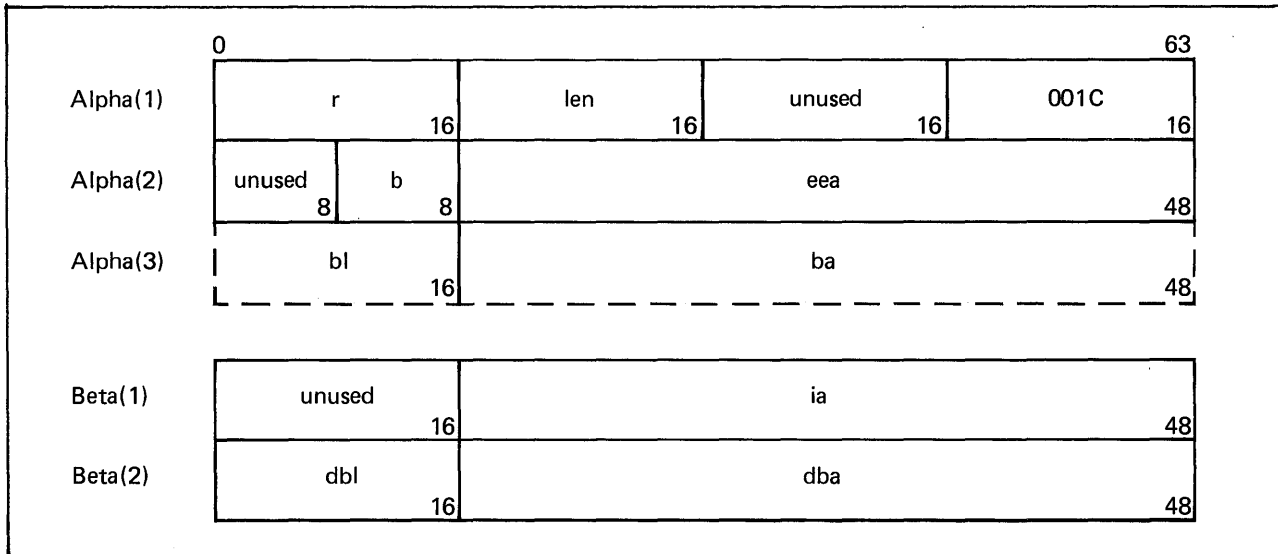 0 63
Alpha(1) r 16 len 16 unused 16 001C 16
Alpha(2) unused 8 b 8 eea 48
Alpha(3) bl 16 ba 48
Beta(1) unused 16 ia 48
Beta(2) dbl 16 dba 48